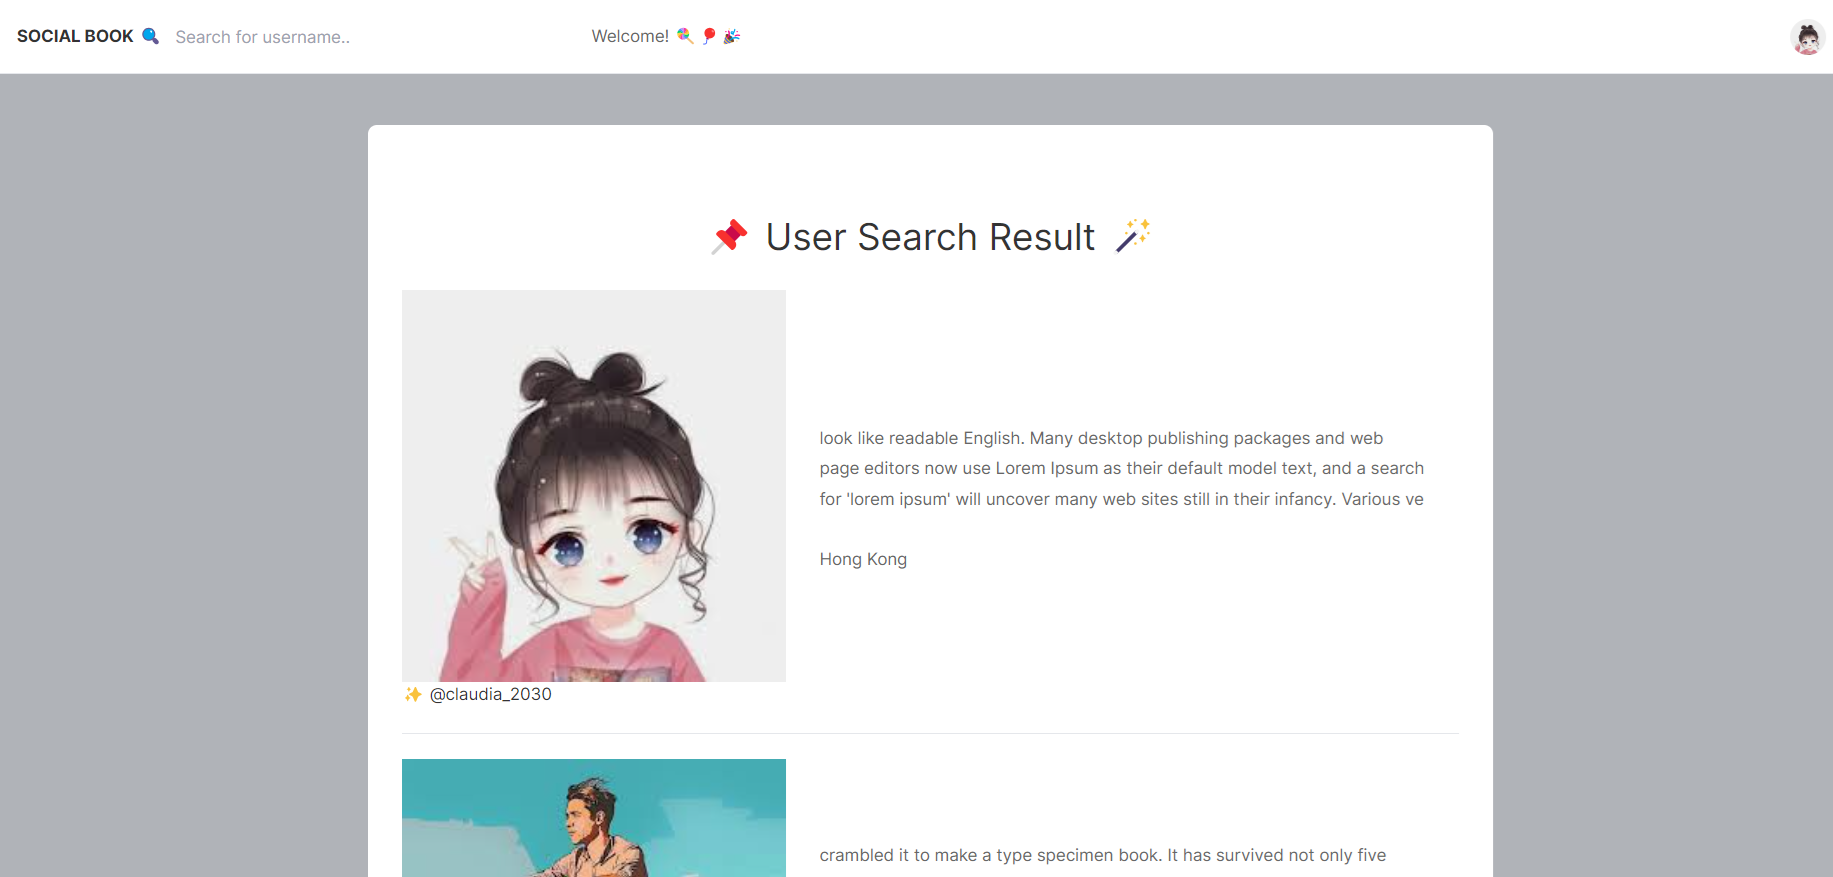 SOCIAL BOOK 🔍 Search for username.. Welcome! 🍭 🎈 🎉
📌 User Search Result 🪄
look like readable English. Many desktop publishing packages and web
page editors now use Lorem Ipsum as their default model text, and a search
for 'lorem ipsum' will uncover many web sites still in their infancy. Various ve
Hong Kong
✨ @claudia_2030
crambled it to make a type specimen book. It has survived not only five